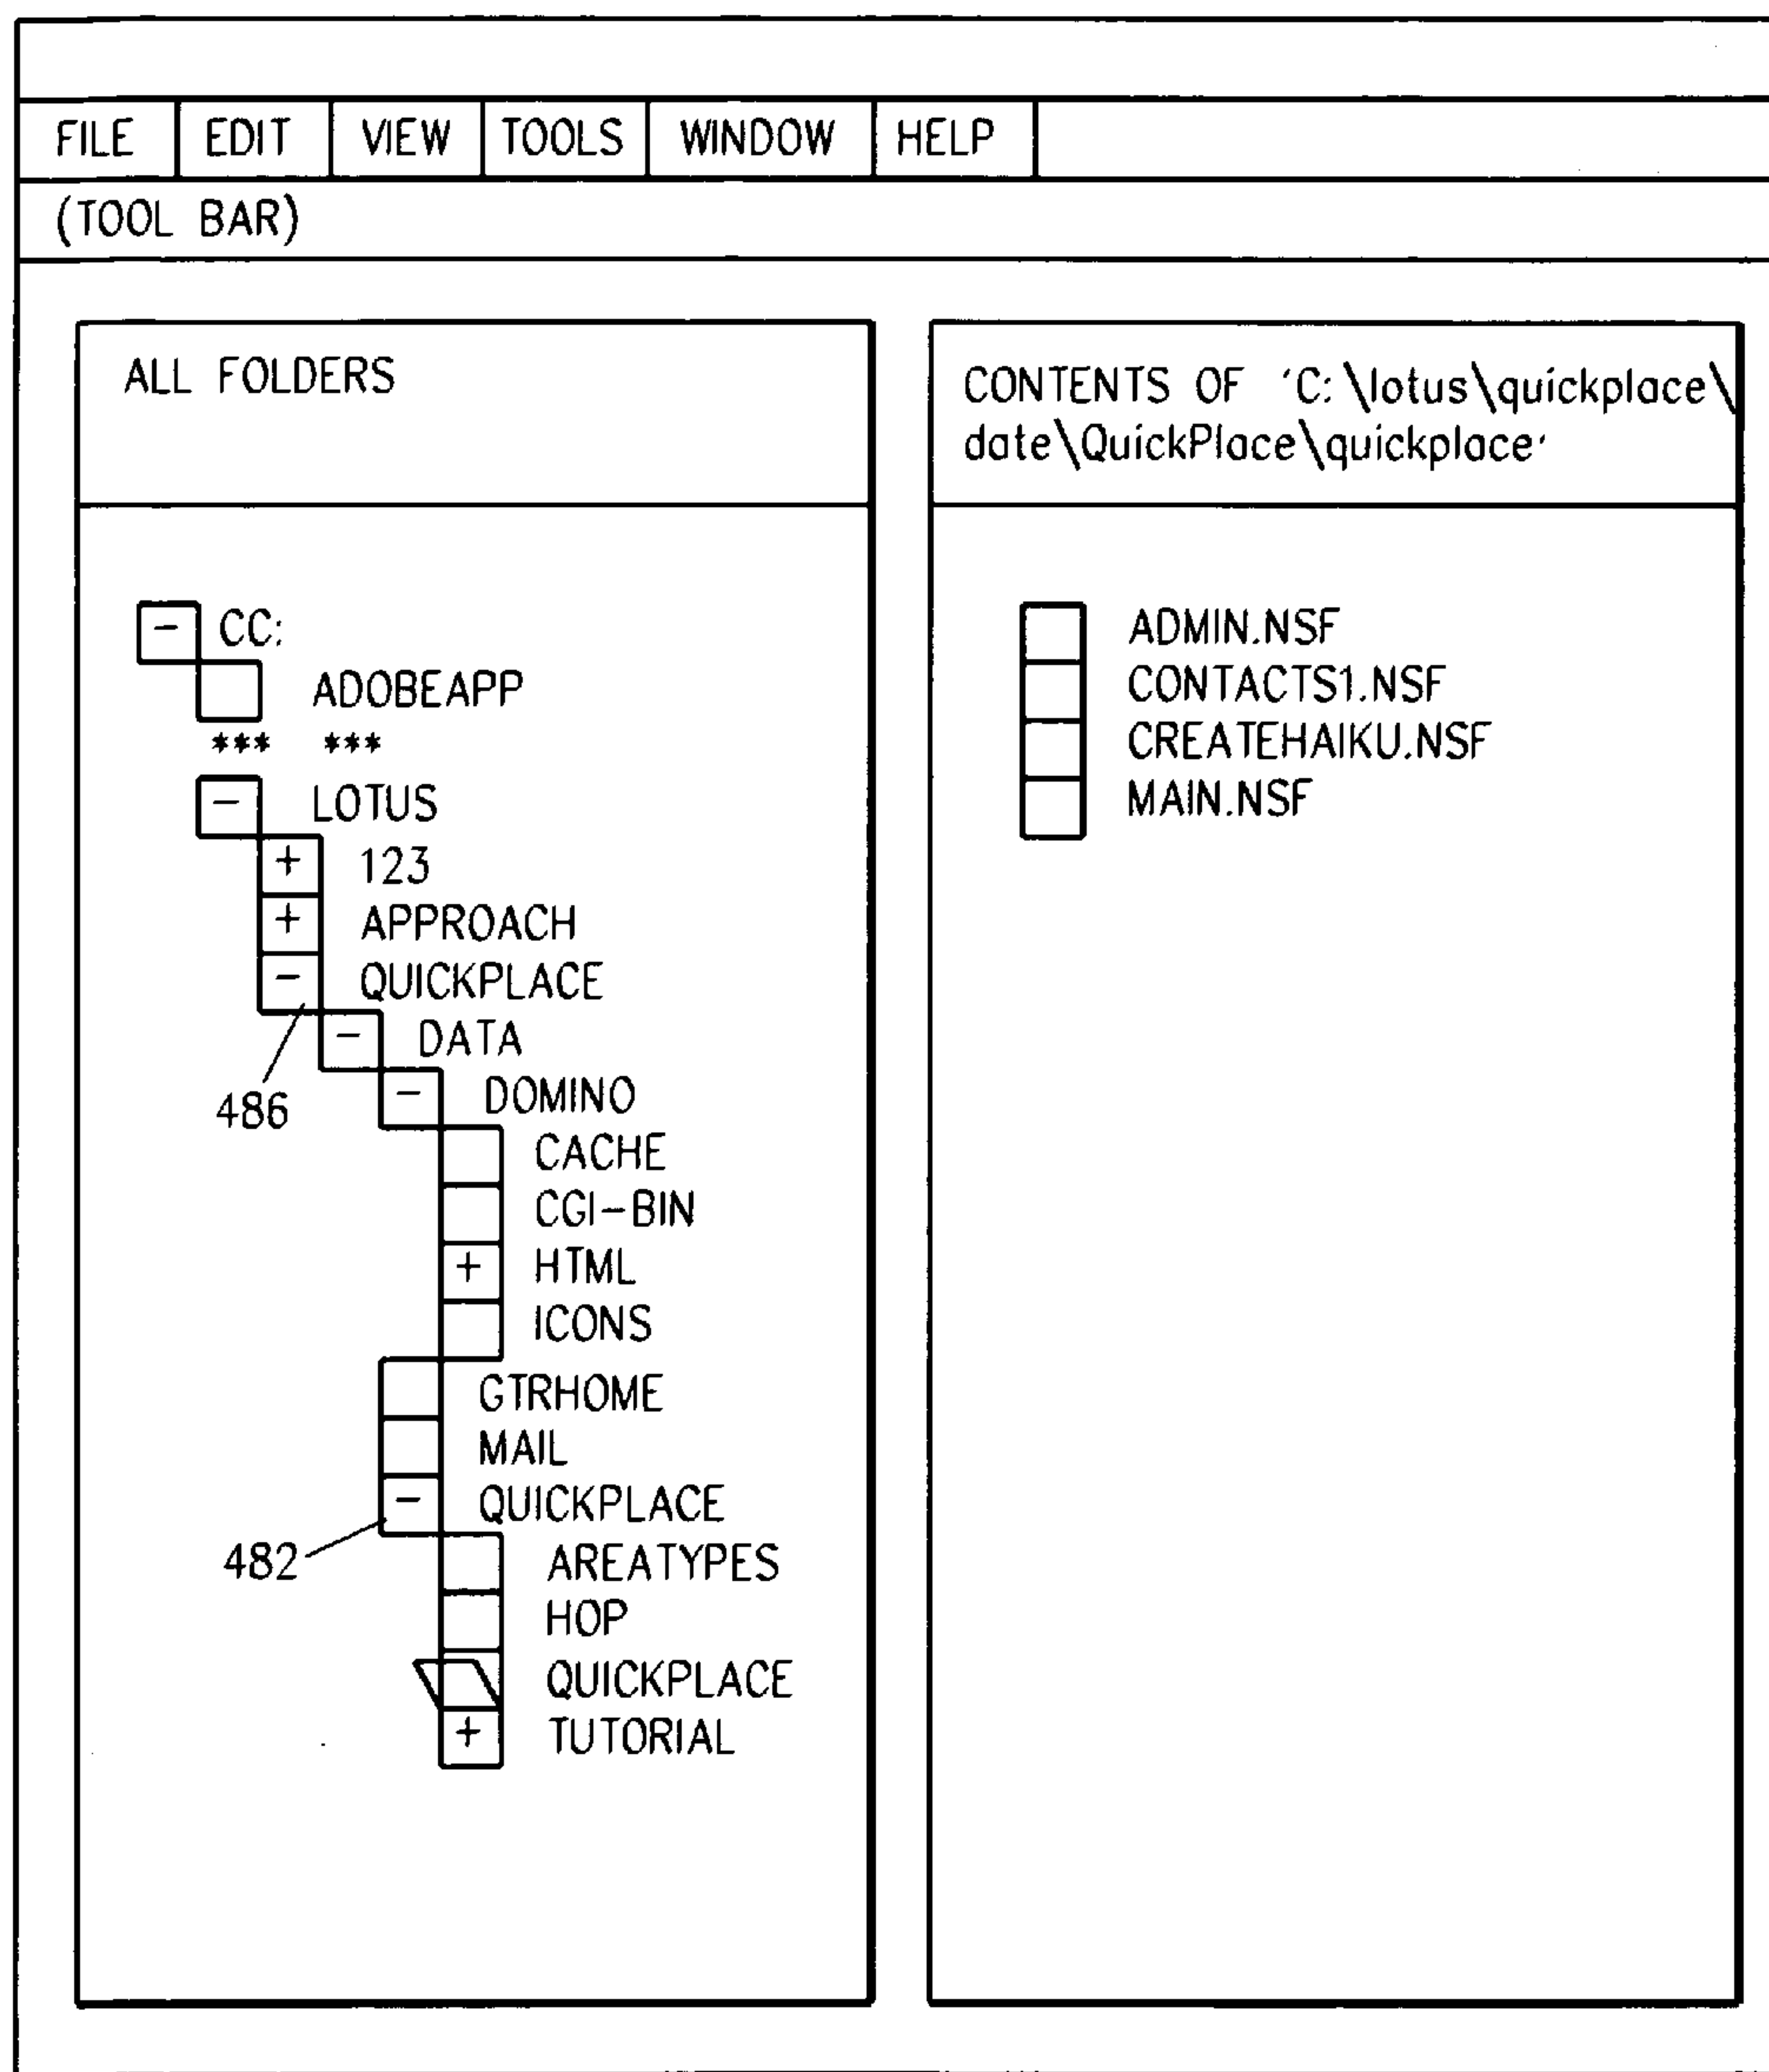 FILE EDIT VIEW TOOLS WINDOW HELP
(TOOL BAR)
ALL FOLDERS
- CC:
ADOBEAPP
*** ***
- LOTUS
+ 123
+ APPROACH
- QUICKPLACE
486
- DATA
- DOMINO
CACHE
CGI-BIN
+ HTML
ICONS
GTRHOME
MAIL
- QUICKPLACE
482
AREATYPES
HOP
QUICKPLACE
+ TUTORIAL
CONTENTS OF 'C:\lotus\quickplace\
date\QuickPlace\quickplace'
ADMIN.NSF
CONTACTS1.NSF
CREATEHAIKU.NSF
MAIN.NSF